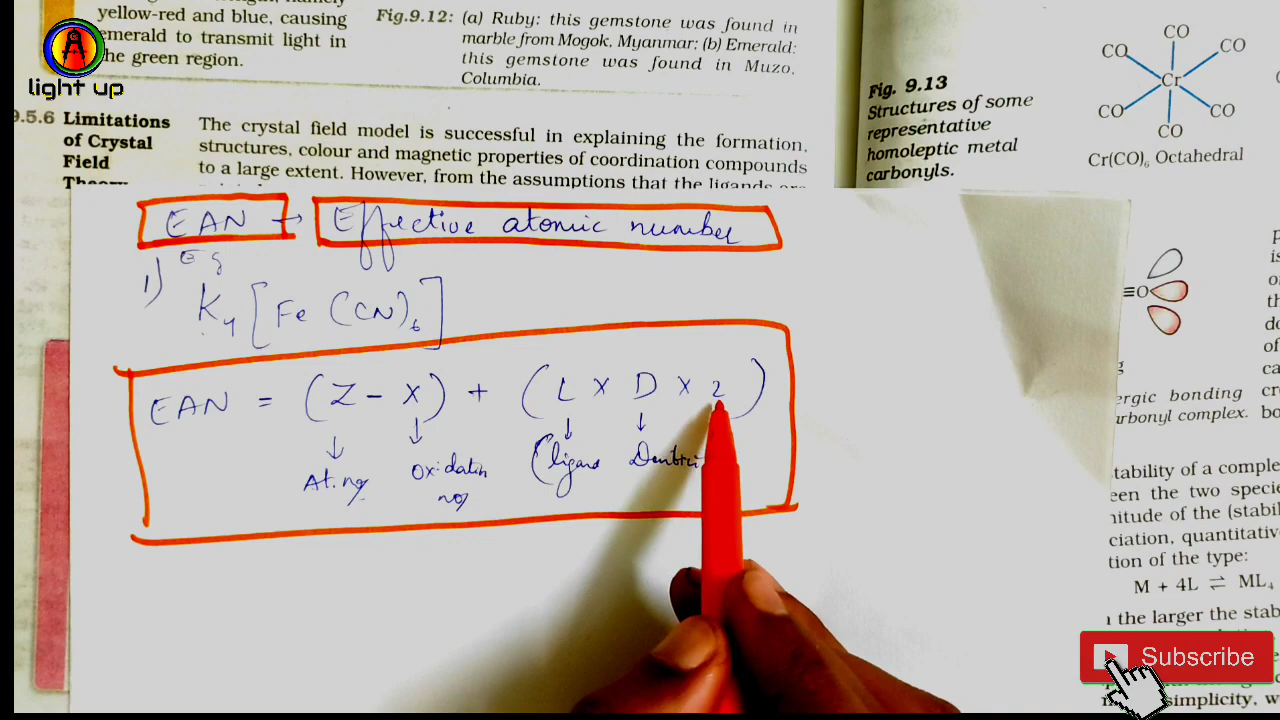 yellow-red and blue, causing
emerald to transmit light in
the green region.
light up
Fig.9.12: (a) Ruby: this gemstone was found in
marble from Mogok, Myanmar; (b) Emerald:
this gemstone was found in Muzo,
Columbia.
9.5.6 Limitations
of Crystal
Field
Theory
The crystal field model is successful in explaining the formation,
structures, colour and magnetic properties of coordination compounds
to a large extent. However, from the assumptions that the ligands are
Fig. 9.13
Structures of some
representative
homoleptic metal
carbonyls.
CO
CO CO
Cr
CO CO
CO
Cr(CO)6 Octahedral
EAN → Effective atomic number
1) Eg
K4 [Fe (CN)6]
EAN = (Z - X) + (L × D × 2)
At. no
Oxidation
no
ligand
≡O
ergic bonding
arbonyl complex.
tability of a comple
een the two specie
nitude of the (stabil
ciation, quantitative
tion of the type:
M + 4L ⇌ ML4
the larger the stab
Subscribe
simplicity, w